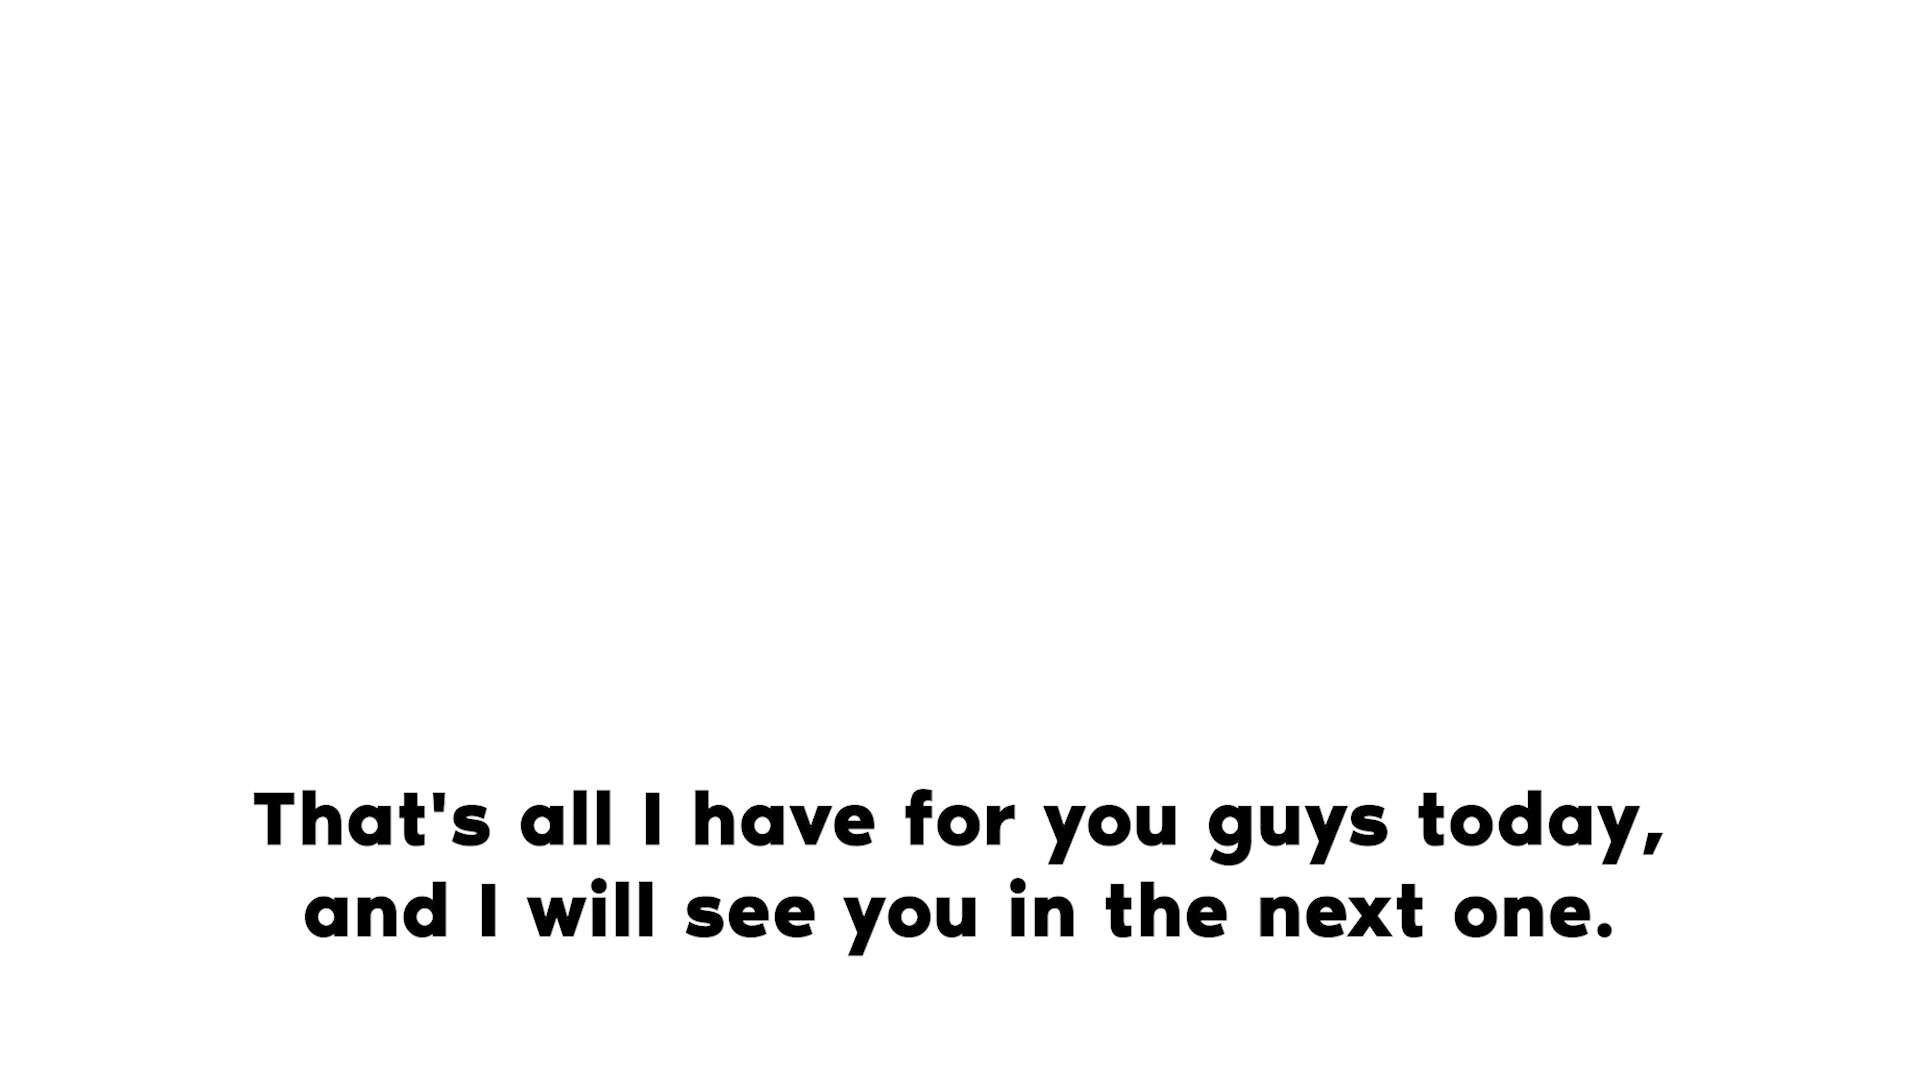 That's all I have for you guys today,
and I will see you in the next one.